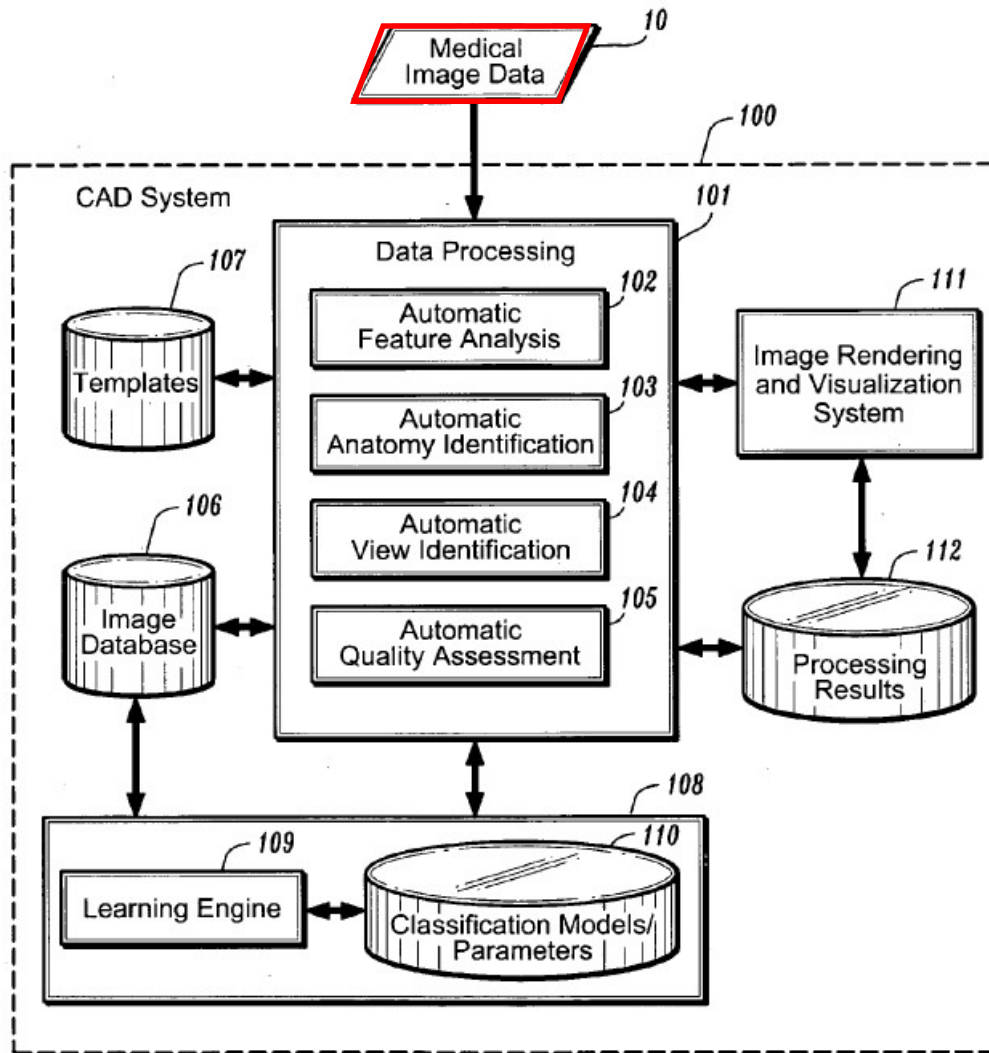 10
Medical
Image Data
100
CAD System
101
Data Processing
107
102
Automatic
Feature Analysis
111
Templates
Image Rendering
and Visualization
System
103
Automatic
Anatomy Identification
106
104
Automatic
View Identification
112
Image
Database
105
Automatic
Quality Assessment
Processing
Results
108
109
110
Learning Engine
Classification Models/
Parameters